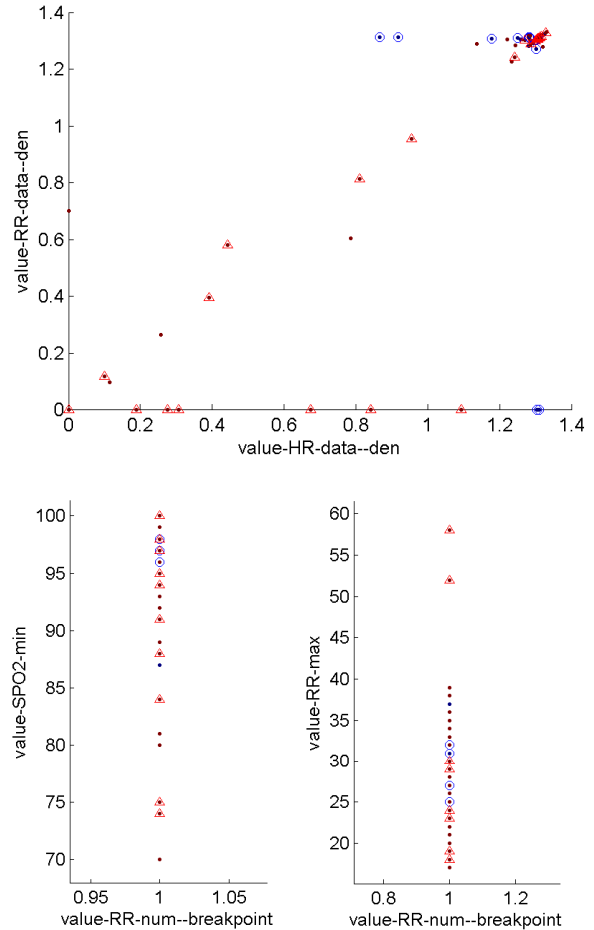 1.4
1.2
1
0.8
0.6
0.4
0.2
0
value-RR-data--den
0 0.2 0.4 0.6 0.8 1 1.2 1.4
value-HR-data--den
100
95
90
85
80
75
70
value-SPO2-min
0.95 1 1.05
value-RR-num--breakpoint
60
55
50
45
40
35
30
25
20
value-RR-max
0.8 1 1.2
value-RR-num--breakpoint